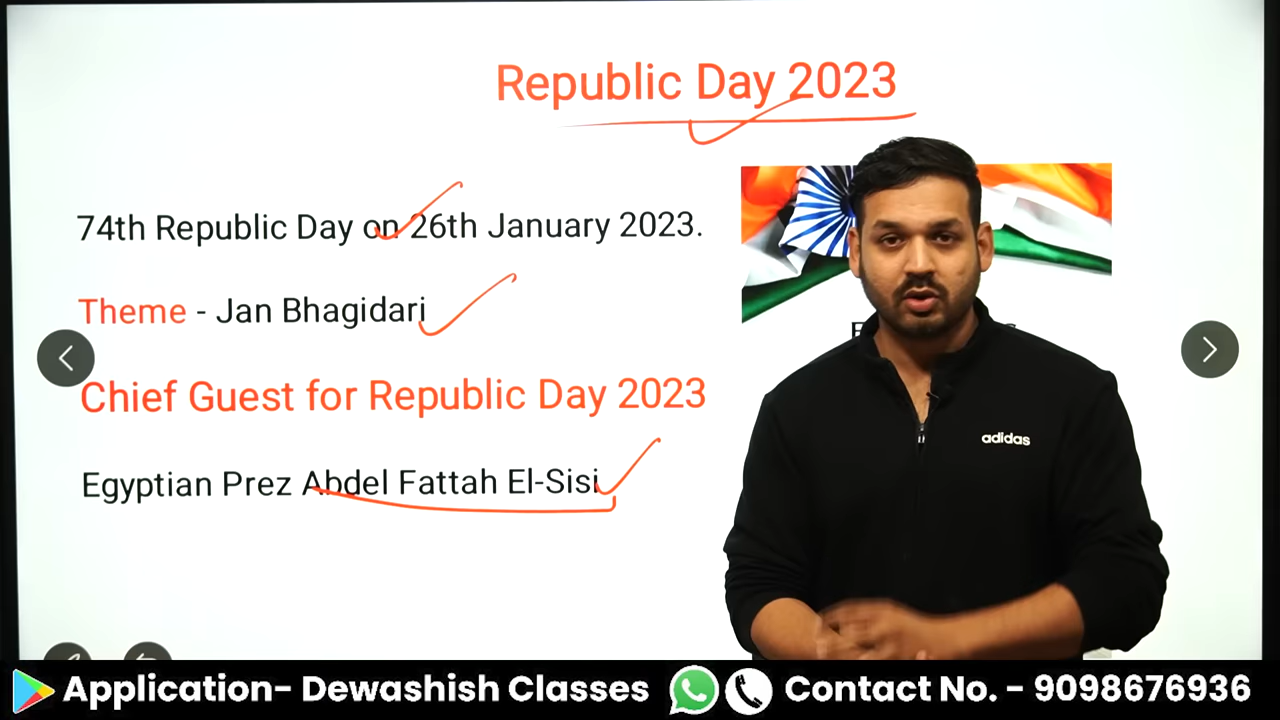 Republic Day 2023
74th Republic Day on 26th January 2023.
Theme - Jan Bhagidari
Chief Guest for Republic Day 2023
Egyptian Prez Abdel Fattah El-Sisi
adidas
Application- Dewashish Classes
Contact No. - 9098676936